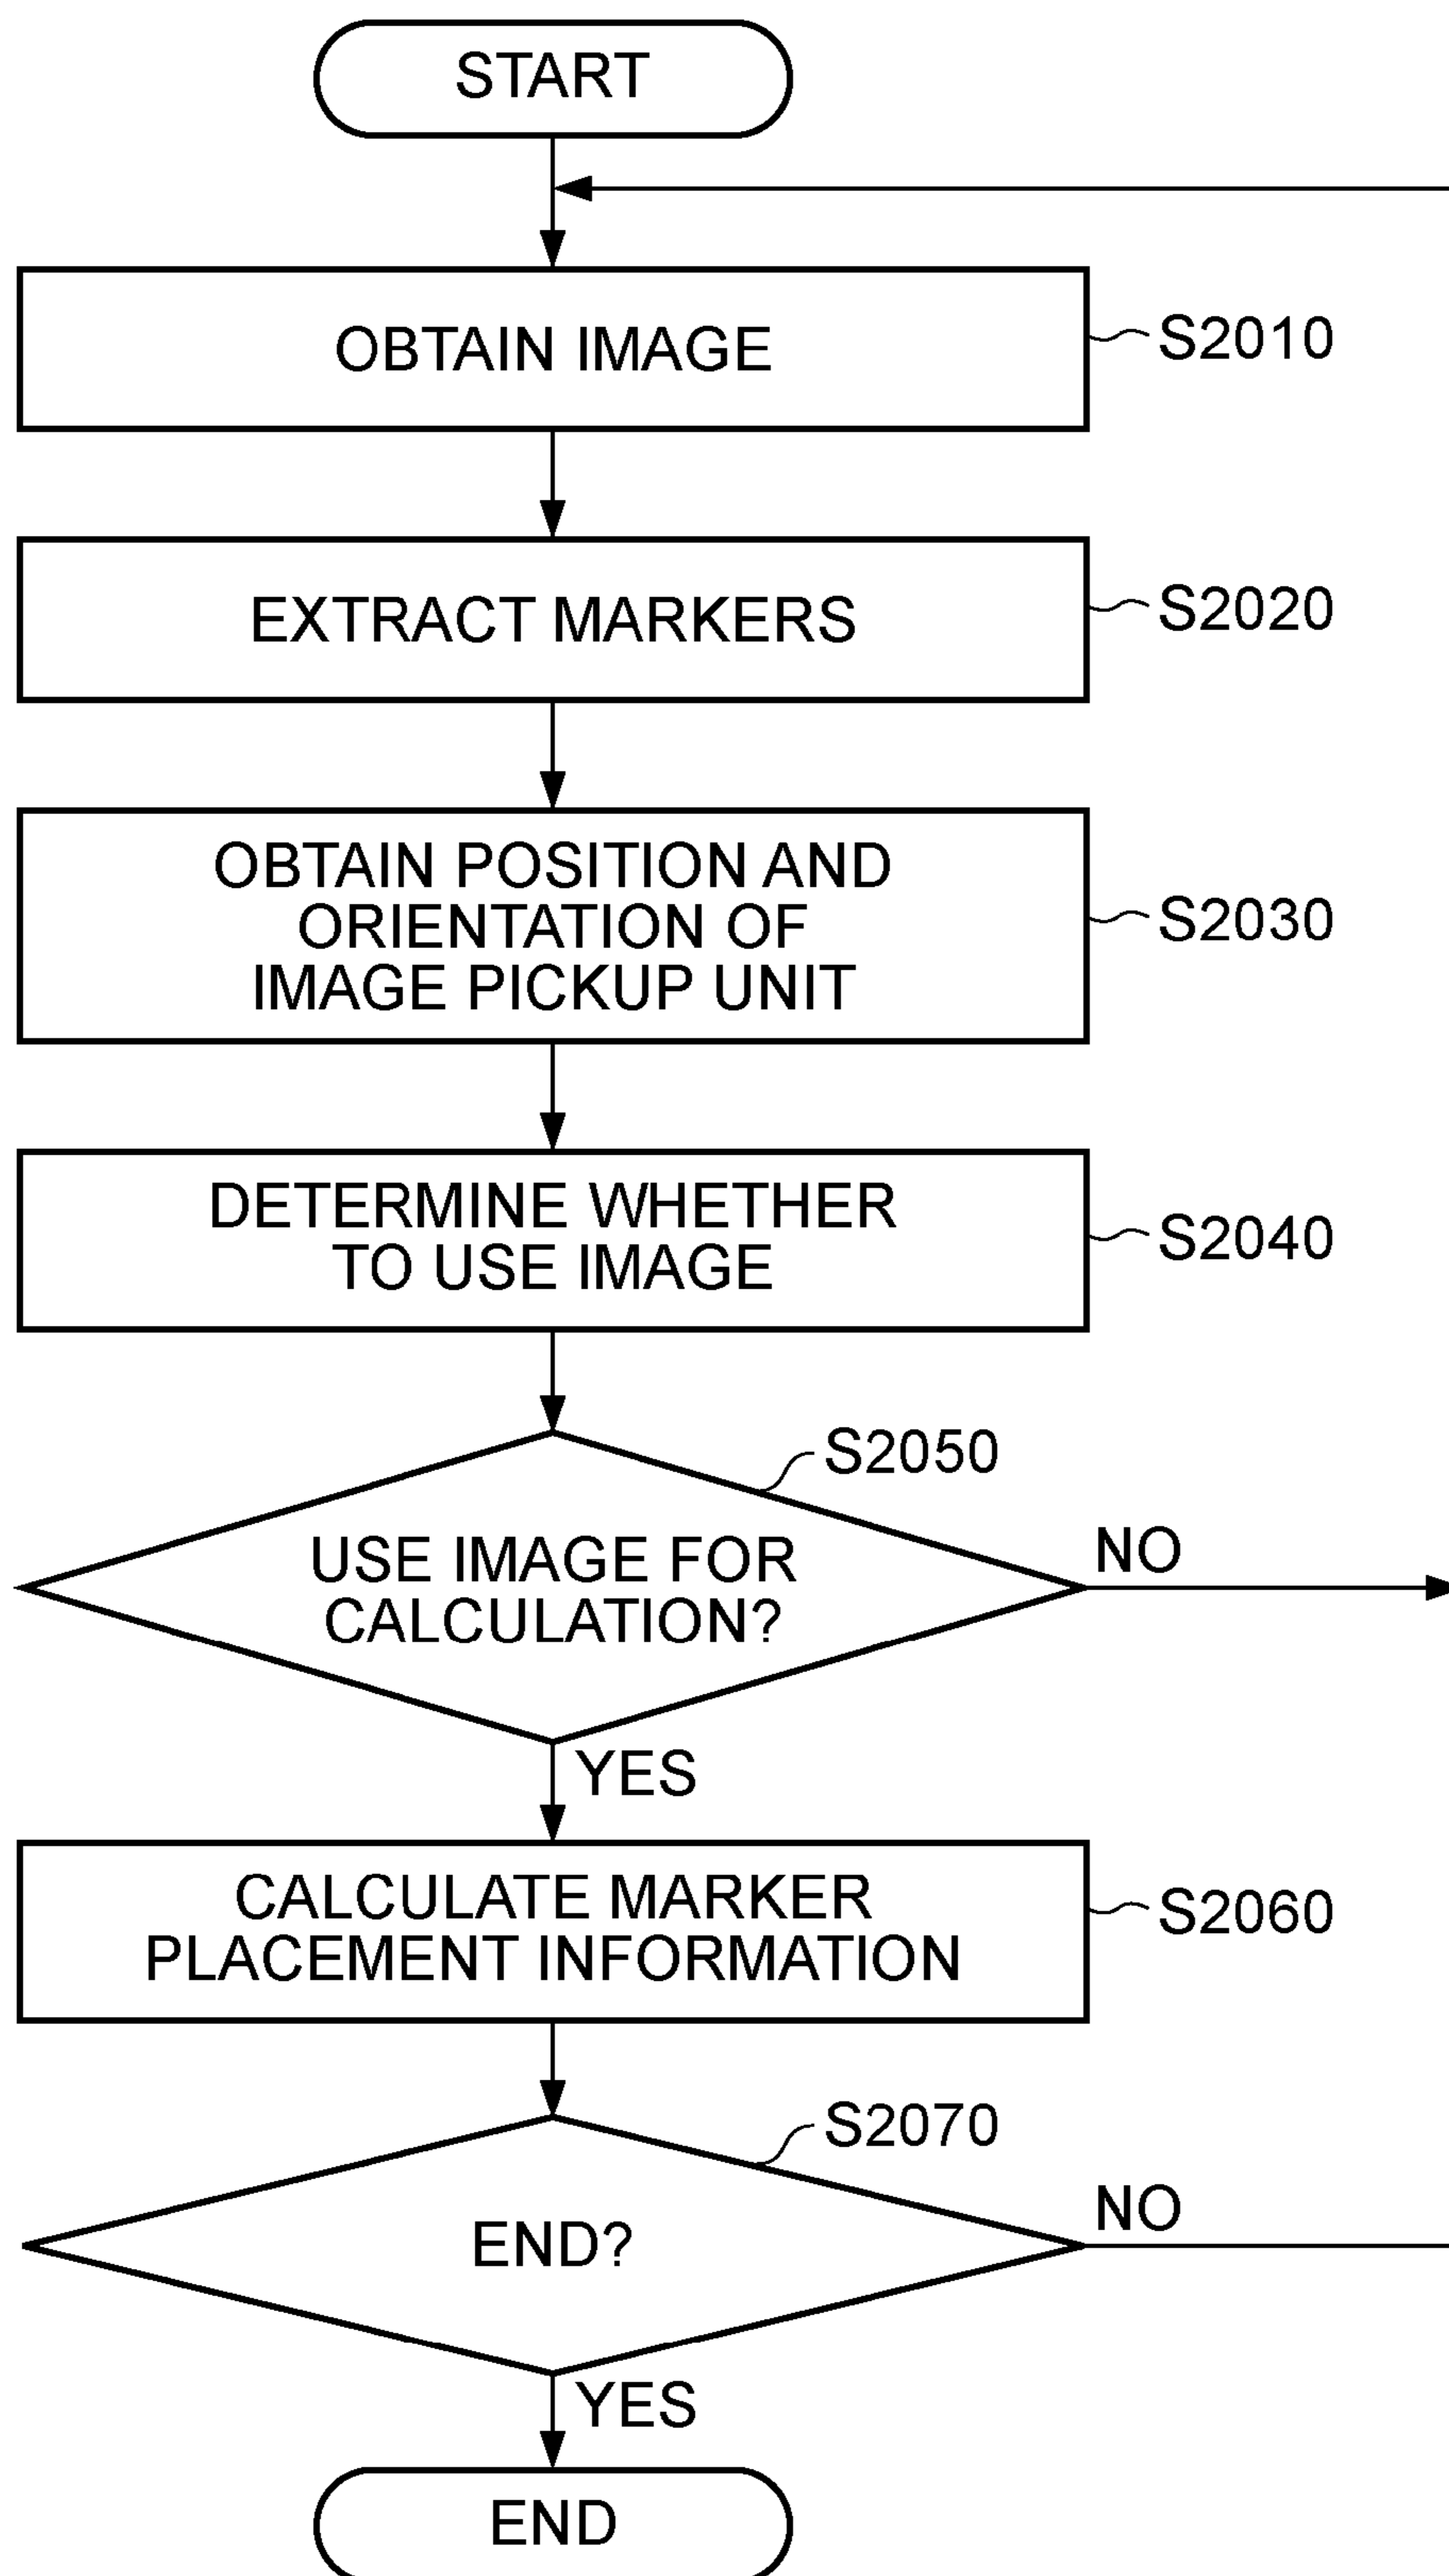 START
OBTAIN IMAGE
S2010
EXTRACT MARKERS
S2020
OBTAIN POSITION AND
ORIENTATION OF
IMAGE PICKUP UNIT
S2030
DETERMINE WHETHER
TO USE IMAGE
S2040
S2050
USE IMAGE FOR
CALCULATION?
NO
YES
CALCULATE MARKER
PLACEMENT INFORMATION
S2060
S2070
END?
NO
YES
END